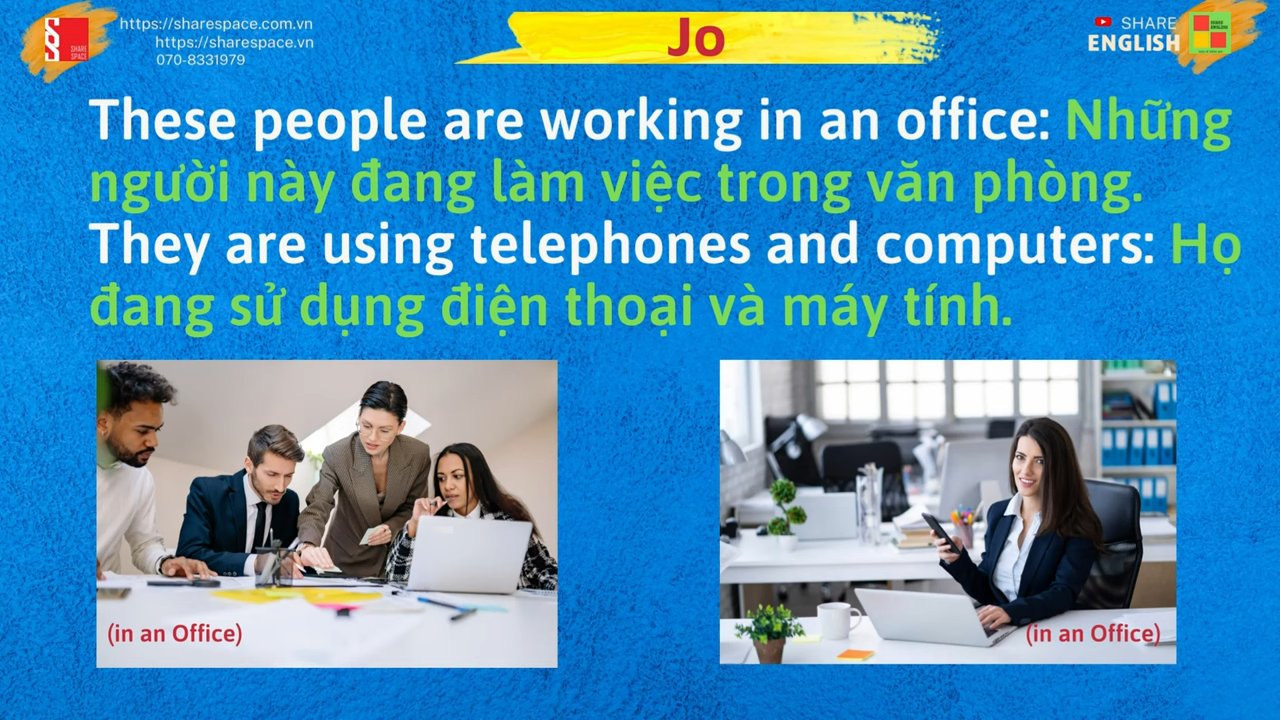 https://sharespace.com.vn
https://sharespace.vn
070-8331979
SHARE
SPACE
Jo
SHARE
ENGLISH
These people are working in an office: Những
người này đang làm việc trong văn phòng.
They are using telephones and computers: Họ
đang sử dụng điện thoại và máy tính.
(in an Office)
(in an Office)